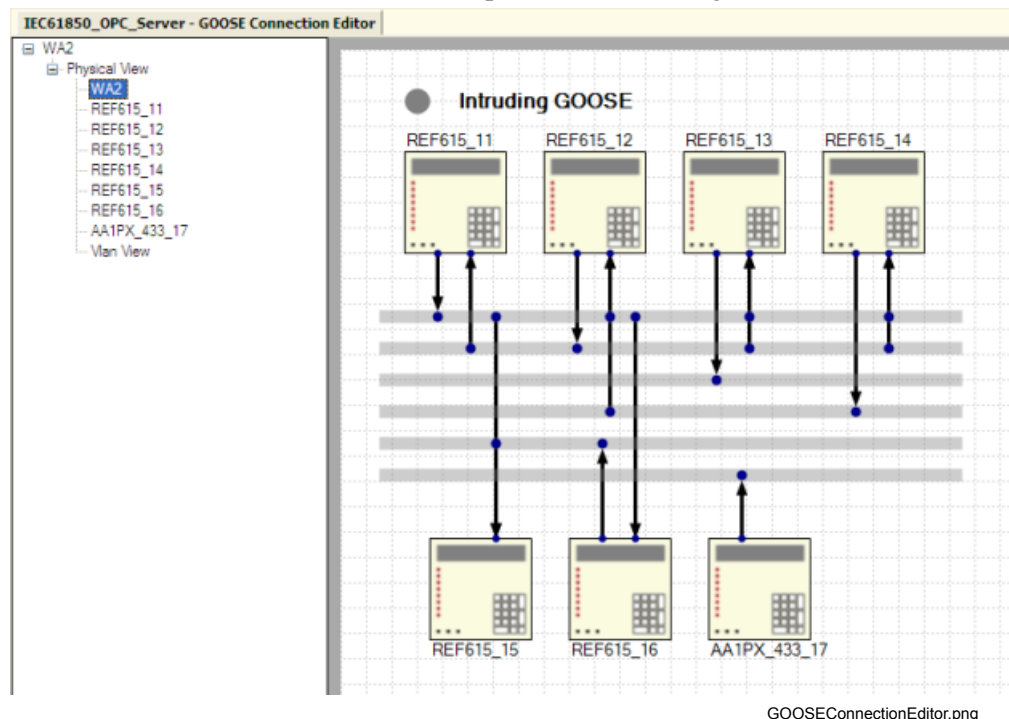 IEC61850_OPC_Server - GOOSE Connection Editor
WA2
Physical View
WA2
REF615_11
REF615_12
REF615_13
REF615_14
REF615_15
REF615_16
AA1PX_433_17
Vlan View
Intruding GOOSE
REF615_11 REF615_12 REF615_13 REF615_14
REF615_15 REF615_16 AA1PX_433_17
GOOSEConnectionEditor.png